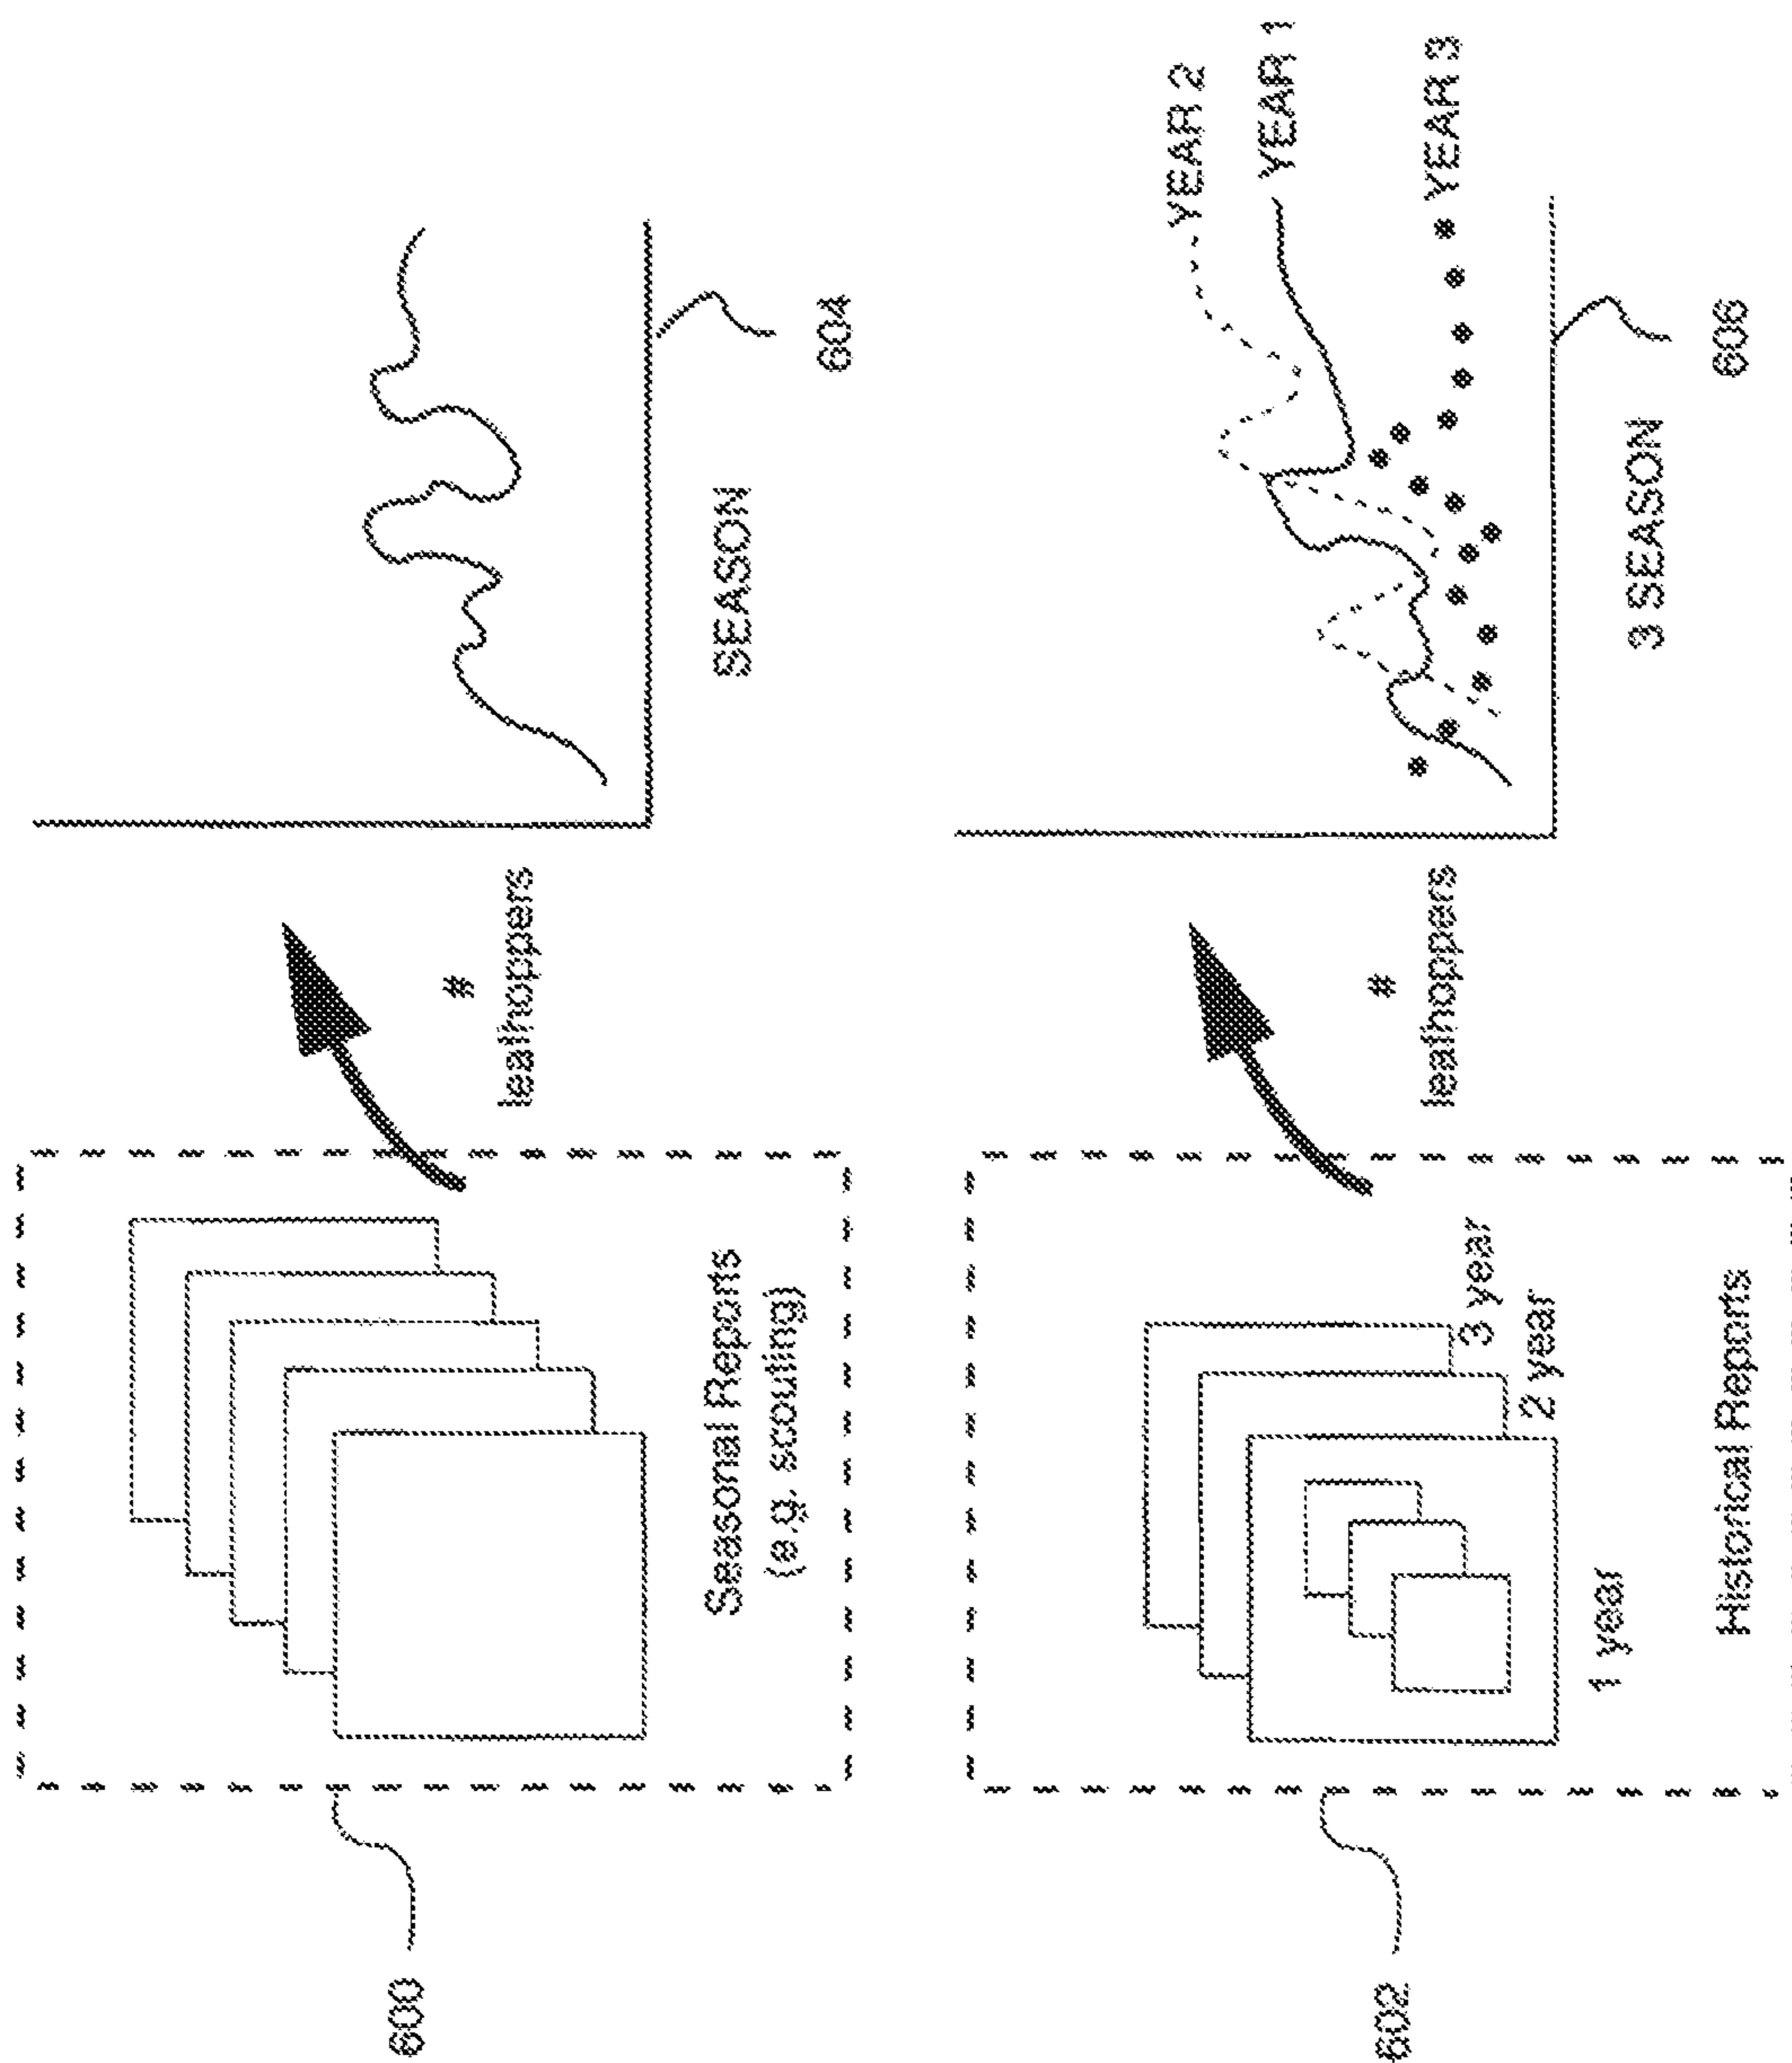 600
Seasonal Reports
(e.g. scouting)
#
leafhoppers
SEASON
604
602
3 year
2 year
1 year
Historical Reports
#
leafhoppers
YEAR 2
YEAR 1
YEAR 3
3 SEASON
606